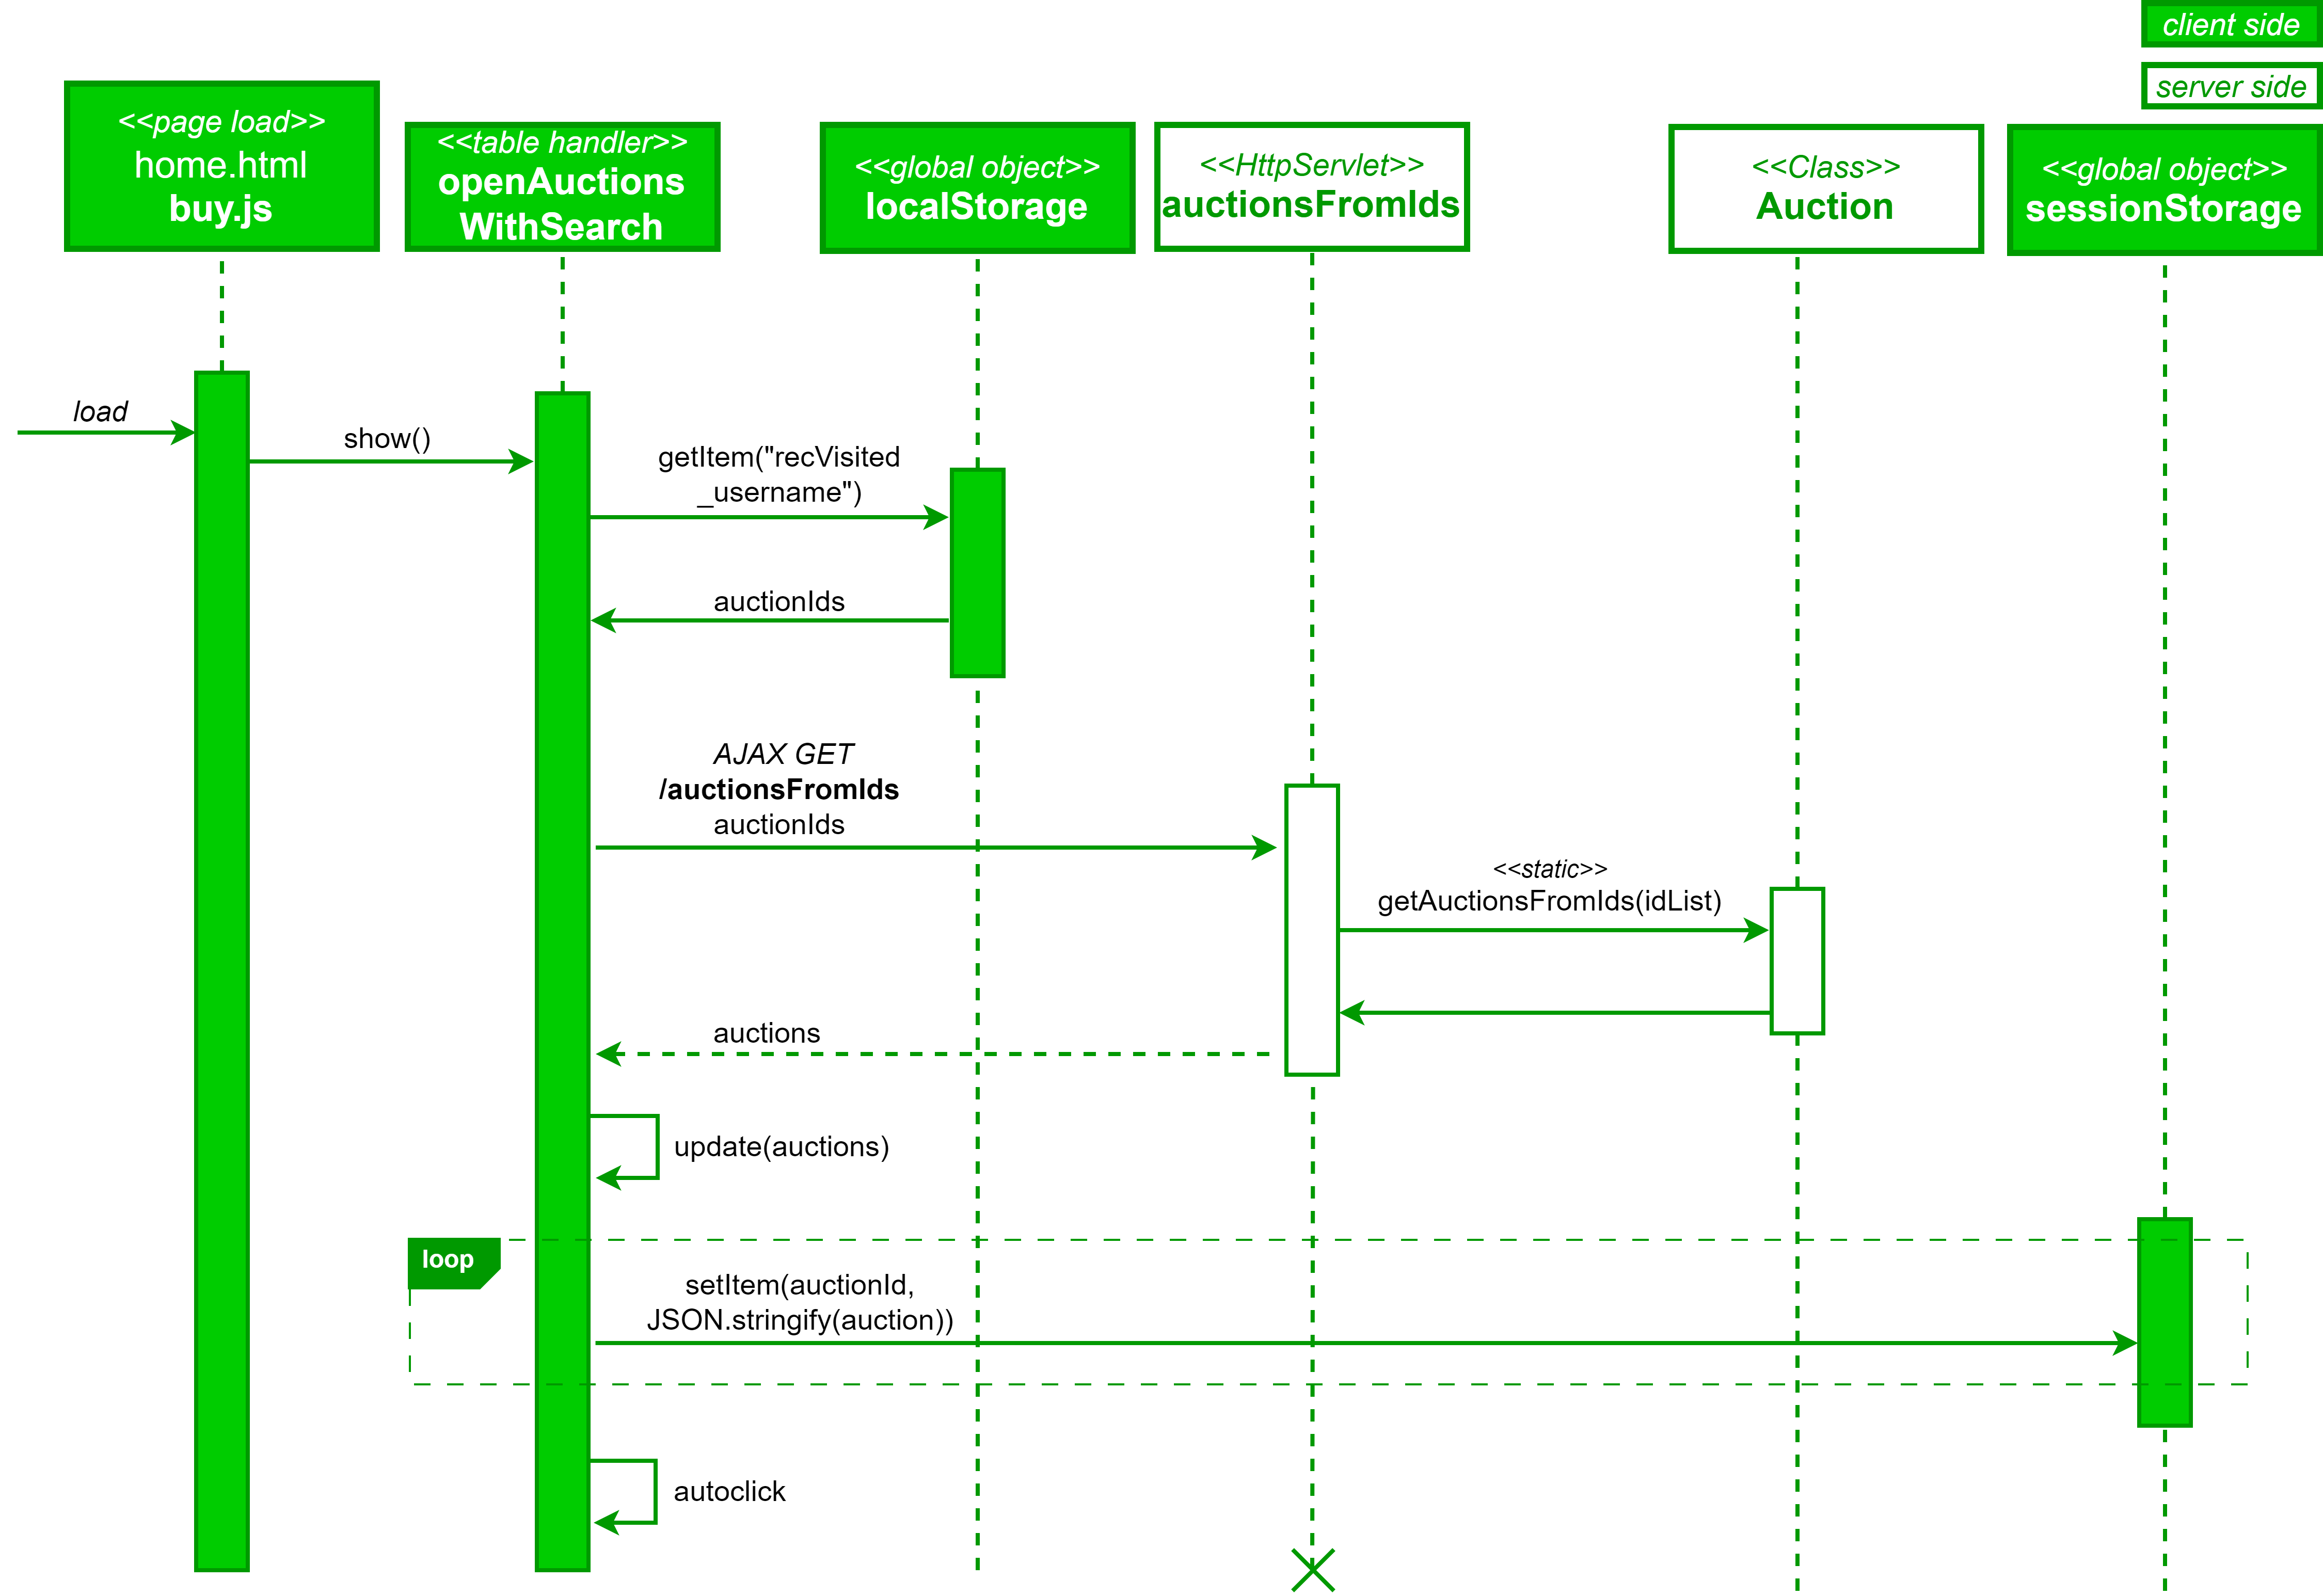 client side
server side
<<page load>>
home.html
buy.js
<<table handler>>
openAuctions
WithSearch
<<global object>>
localStorage
<<HttpServlet>>
auctionsFromIds
<<Class>>
Auction
<<global object>>
sessionStorage
load
show()
getItem("recVisited
_username")
auctionIds
AJAX GET
/auctionsFromIds
auctionIds
<<static>>
getAuctionsFromIds(idList)
auctions
update(auctions)
loop
setItem(auctionId,
JSON.stringify(auction))
autoclick